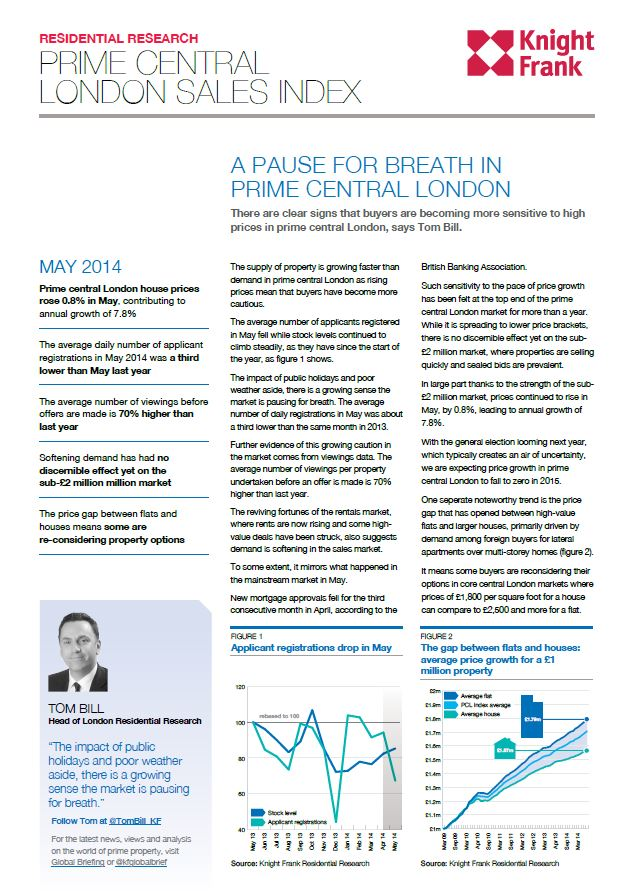 RESIDENTIAL RESEARCH
PRIME CENTRAL
LONDON SALES INDEX
Knight
Frank
A PAUSE FOR BREATH IN
PRIME CENTRAL LONDON
There are clear signs that buyers are becoming more sensitive to high
prices in prime central London, says Tom Bill.
MAY 2014
Prime central London house prices
rose 0.8% in May, contributing to
annual growth of 7.8%
The average daily number of applicant
registrations in May 2014 was a third
lower than May last year
The average number of viewings before
offers are made is 70% higher than
last year
Softening demand has had no
discernible effect yet on the
sub-£2 million million market
The price gap between flats and
houses means some are
re-considering property options
TOM BILL
Head of London Residential Research
“The impact of public
holidays and poor weather
aside, there is a growing
sense the market is pausing
for breath.”
Follow Tom at @TomBill_KF
For the latest news, views and analysis
on the world of prime property, visit
Global Briefing or @kfglobalbrief
The supply of property is growing faster than
demand in prime central London as rising
prices mean that buyers have become more
cautious.
The average number of applicants registered
in May fell while stock levels continued to
climb steadily, as they have since the start of
the year, as figure 1 shows.
The impact of public holidays and poor
weather aside, there is a growing sense the
market is pausing for breath. The average
number of daily registrations in May was about
a third lower than the same month in 2013.
Further evidence of this growing caution in
the market comes from viewings data. The
average number of viewings per property
undertaken before an offer is made is 70%
higher than last year.
The reviving fortunes of the rentals market,
where rents are now rising and some high-
value deals have been struck, also suggests
demand is softening in the sales market.
To some extent, it mirrors what happened in
the mainstream market in May.
New mortgage approvals fell for the third
consecutive month in April, according to the
British Banking Association.
Such sensitivity to the pace of price growth
has been felt at the top end of the prime
central London market for more than a year.
While it is spreading to lower price brackets,
there is no discernible effect yet on the sub-
£2 million market, where properties are selling
quickly and sealed bids are prevalent.
In large part thanks to the strength of the sub-
£2 million market, prices continued to rise in
May, by 0.8%, leading to annual growth of
7.8%.
With the general election looming next year,
which typically creates an air of uncertainty,
we are expecting price growth in prime
central London to fall to zero in 2015.
One seperate noteworthy trend is the price
gap that has opened between high-value
flats and larger houses, primarily driven by
demand among foreign buyers for lateral
apartments over multi-storey homes (figure 2).
It means some buyers are reconsidering their
options in core central London markets where
prices of £1,800 per square foot for a house
can compare to £2,500 and more for a flat.
FIGURE 1
Applicant registrations drop in May
120
100
80
60
40
rebased to 100
Stock level
Applicant registrations
May 13
Jun 13
Jul 13
Aug 13
Sep 13
Oct 13
Nov 13
Dec 13
Jan 14
Feb 14
Mar 14
Apr 14
May 14
Source: Knight Frank Residential Research
FIGURE 2
The gap between flats and houses:
average price growth for a £1
million property
£2m
£1.9m
£1.8m
£1.7m
£1.6m
£1.5m
£1.4m
£1.3m
£1.2m
£1.1m
£1m
Average flat
PCL index average
Average house
£1.79m
£1.57m
Mar 09
Sep 09
Mar 10
Apr 10
Sep 10
Mar 11
Sep 11
Mar 12
Sep 12
Mar 13
Sep 13
Mar 14
Source: Knight Frank Residential Research